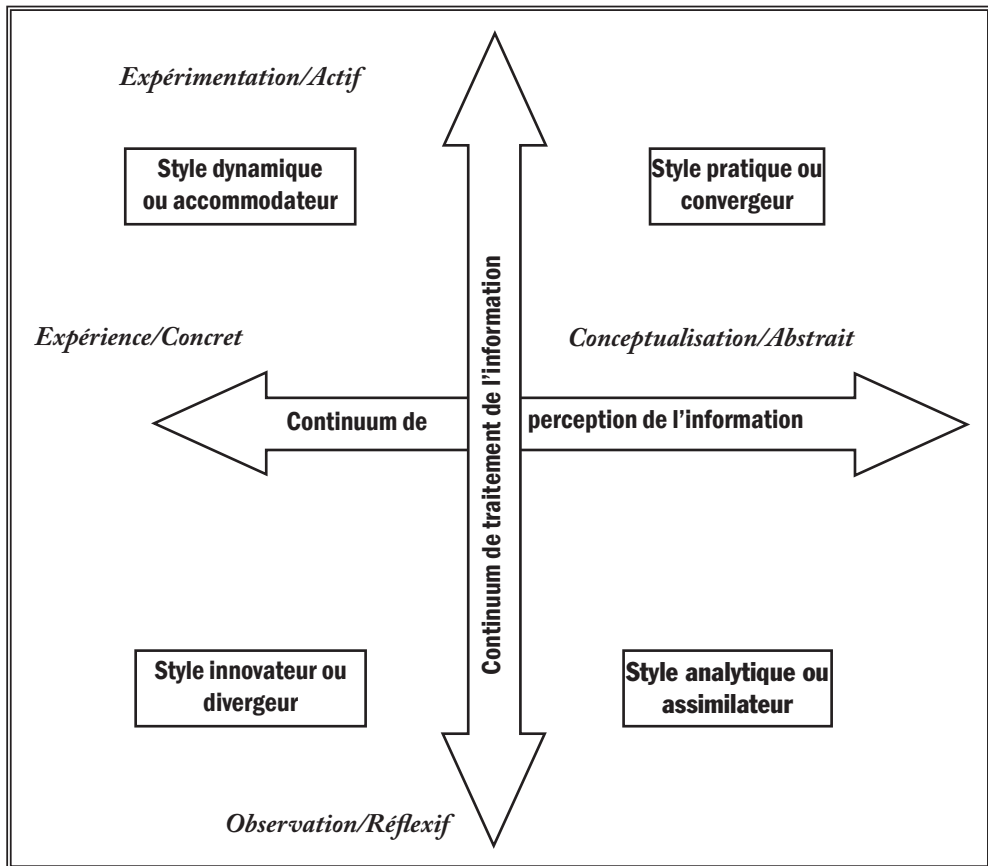 Expérimentation/Actif
Style dynamique
ou accommodateur
Style pratique ou
convergeur
Continuum de traitement de l’information
Expérience/Concret
Conceptualisation/Abstrait
Continuum de perception de l’information
Style innovateur ou
divergeur
Style analytique ou
assimilateur
Observation/Réflexif